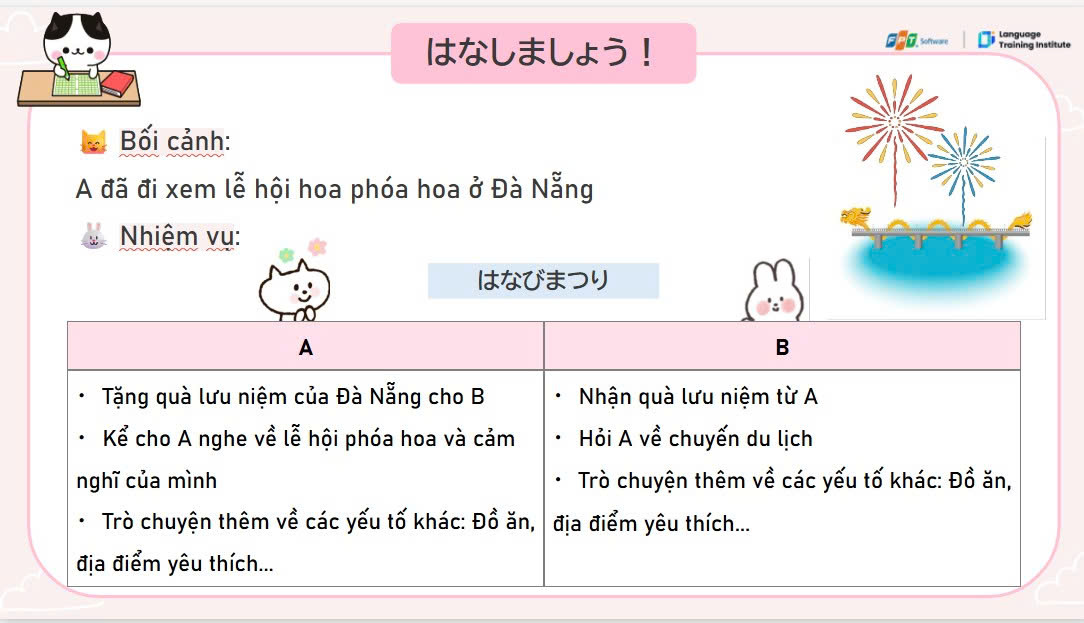 はなしましょう！
FPT Software
Language
Training Institute
Bối cảnh:
A đã đi xem lễ hội hoa phóa hoa ở Đà Nẵng
Nhiệm vụ:
はなびまつり
A
B
• Tặng quà lưu niệm của Đà Nẵng cho B
• Kể cho A nghe về lễ hội phóa hoa và cảm
nghĩ của mình
• Trò chuyện thêm về các yếu tố khác: Đồ ăn,
địa điểm yêu thích...
• Nhận quà lưu niệm từ A
• Hỏi A về chuyến du lịch
• Trò chuyện thêm về các yếu tố khác: Đồ ăn,
địa điểm yêu thích...